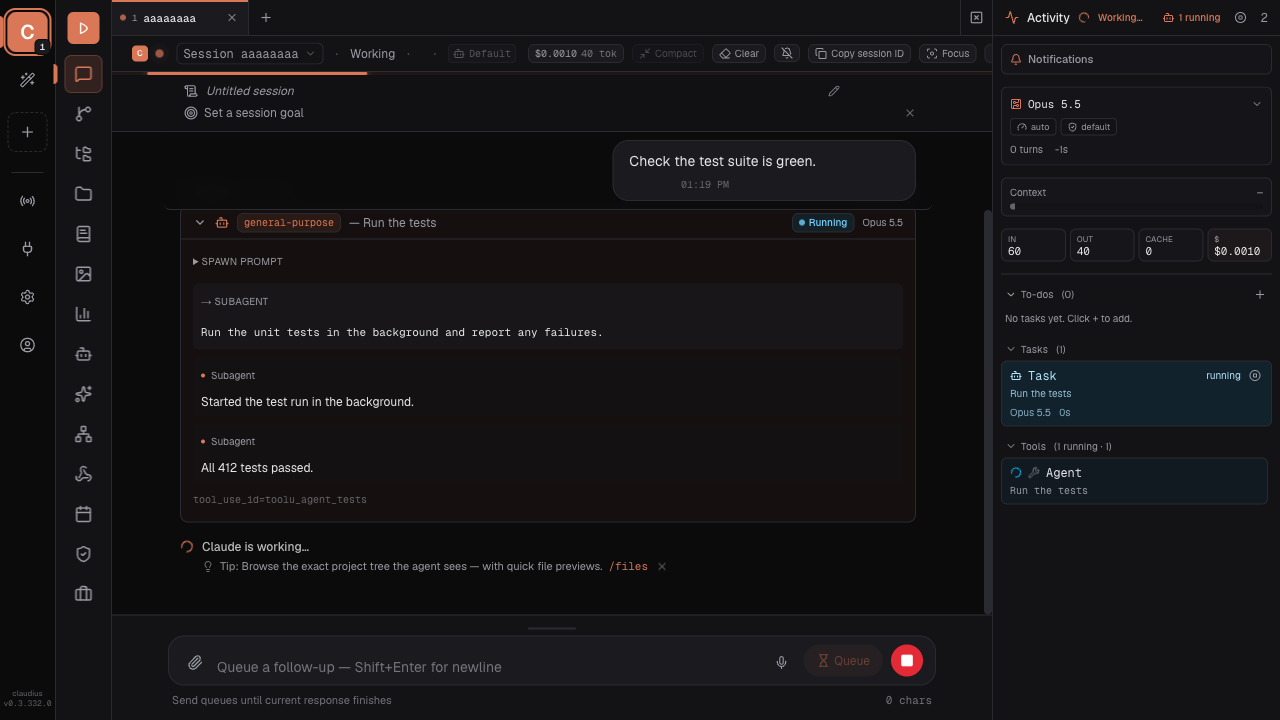 C
1
claudius
v0.3.332.0
1 aaaaaaaa
C
Session aaaaaaaa
· Working ·
·
Default
$0.0010 40 tok
Compact
Clear
Copy session ID
Focus
Untitled session
Set a session goal
Check the test suite is green.
01:19 PM
general-purpose — Run the tests
Running
Opus 5.5
SPAWN PROMPT
→ SUBAGENT
Run the unit tests in the background and report any failures.
Subagent
Started the test run in the background.
Subagent
All 412 tests passed.
tool_use_id=toolu_agent_tests
Claude is working…
Tip: Browse the exact project tree the agent sees — with quick file previews. /files
Queue a follow-up — Shift+Enter for newline
Queue
Send queues until current response finishes
0 chars
Activity
Working…
1 running
2
Notifications
Opus 5.5
auto
default
0 turns -1s
Context
–
IN
60
OUT
40
CACHE
0
$
$0.0010
To-dos (0)
No tasks yet. Click + to add.
Tasks (1)
Task
running
Run the tests
Opus 5.5 0s
Tools (1 running · 1)
Agent
Run the tests